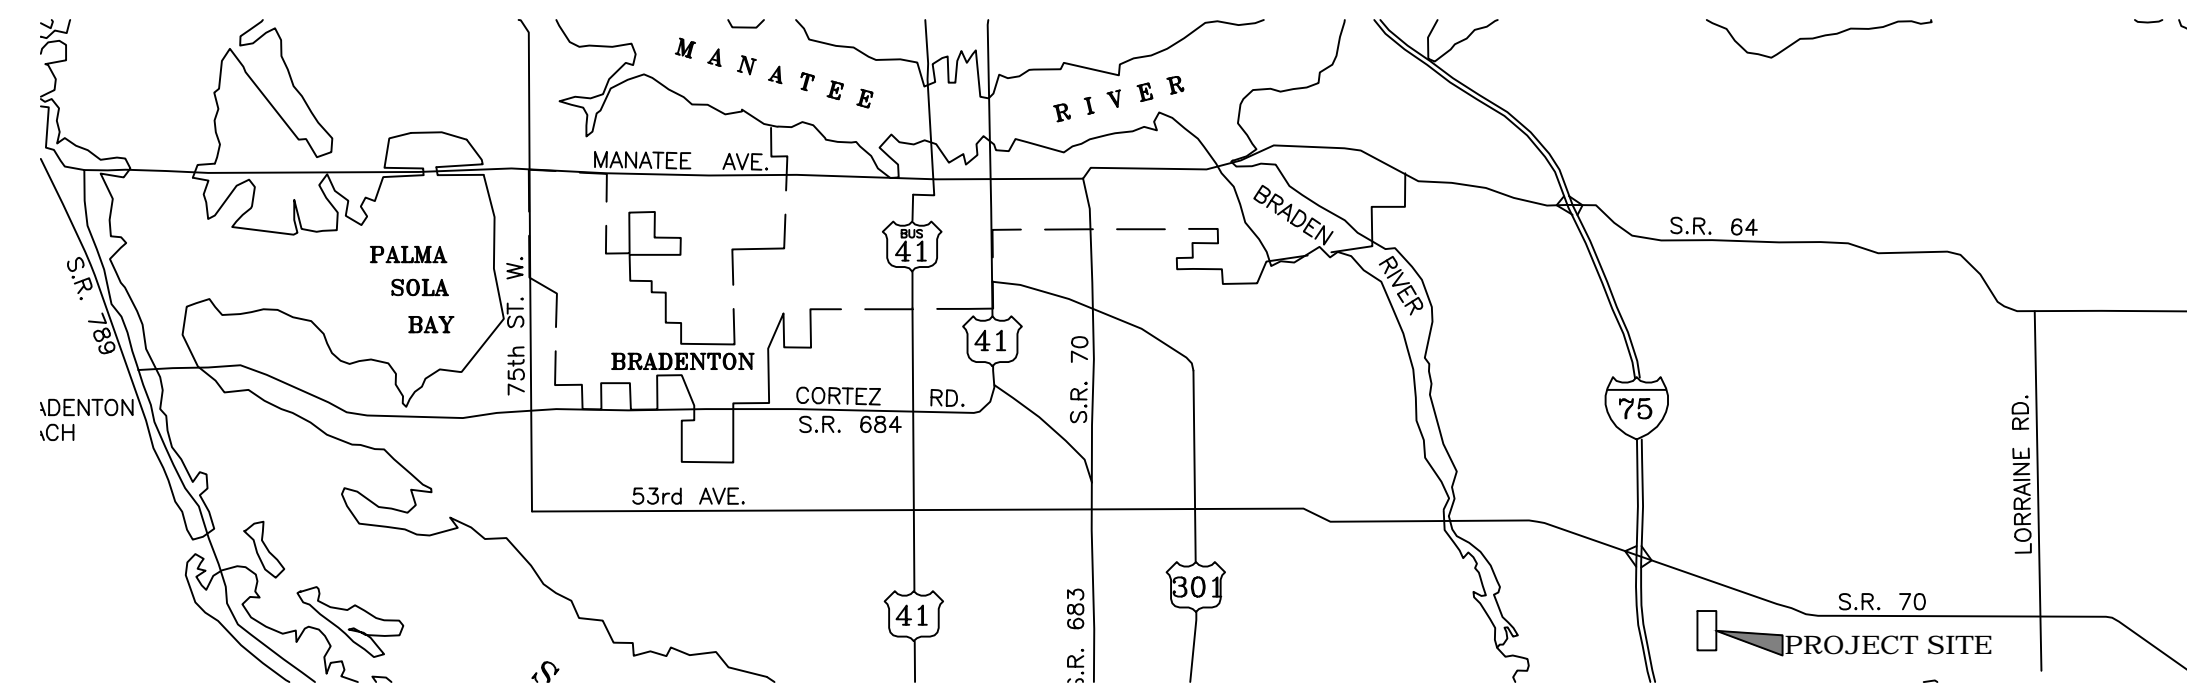 MANATEE
RIVER
MANATEE AVE.
BRADEN
RIVER
S.R. 64
BUS
41
PALMA
SOLA
BAY
S.R. 789
75th ST. W.
41
S.R. 70
BRADENTON
CORTEZ RD.
S.R. 684
ADENTON
ACH
75
LORRAINE RD.
53rd AVE.
301
41
S.R. 683
S.R. 70
PROJECT SITE
S